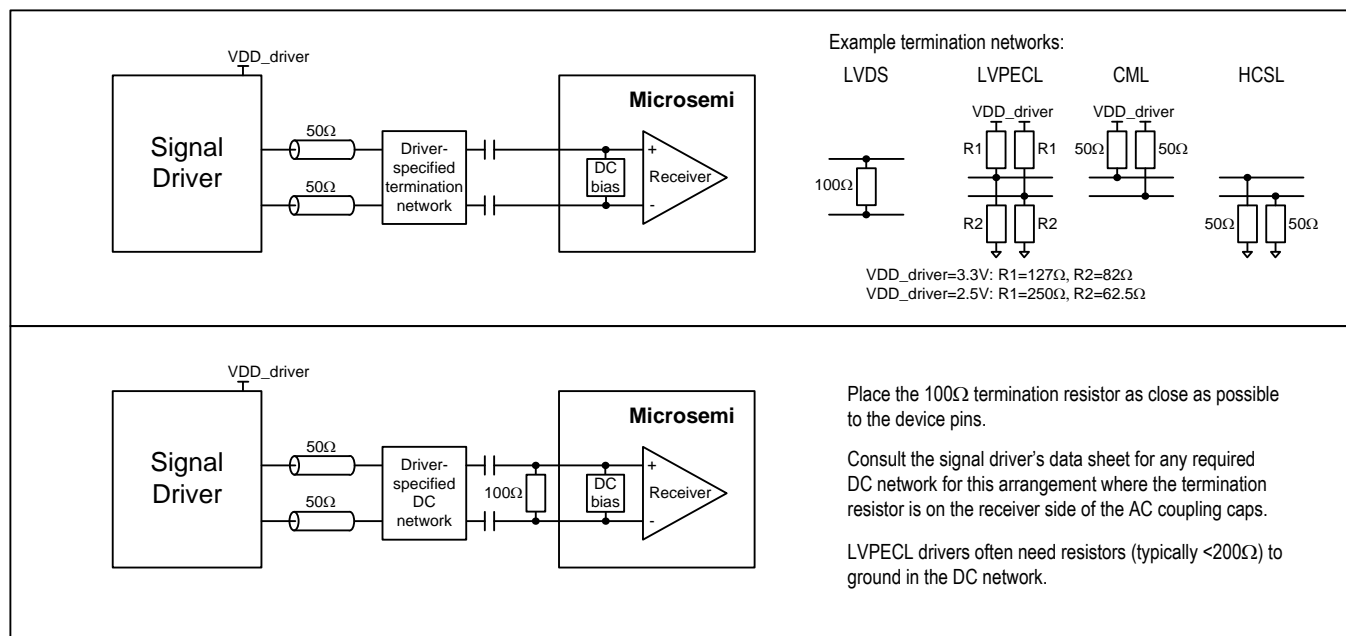 VDD_driver
Signal
Driver
50Ω
50Ω
Driver-
specified
termination
network
Microsemi
DC
bias
+
Receiver
-
Example termination networks:
LVDS
LVPECL
CML
HCSL
100Ω
VDD_driver
R1
R1
R2
R2
VDD_driver
50Ω
50Ω
50Ω
50Ω
VDD_driver=3.3V: R1=127Ω, R2=82Ω
VDD_driver=2.5V: R1=250Ω, R2=62.5Ω
VDD_driver
Signal
Driver
50Ω
50Ω
Driver-
specified
DC
network
100Ω
Microsemi
DC
bias
+
Receiver
-
Place the 100Ω termination resistor as close as possible
to the device pins.
Consult the signal driver's data sheet for any required
DC network for this arrangement where the termination
resistor is on the receiver side of the AC coupling caps.
LVPECL drivers often need resistors (typically <200Ω) to
ground in the DC network.